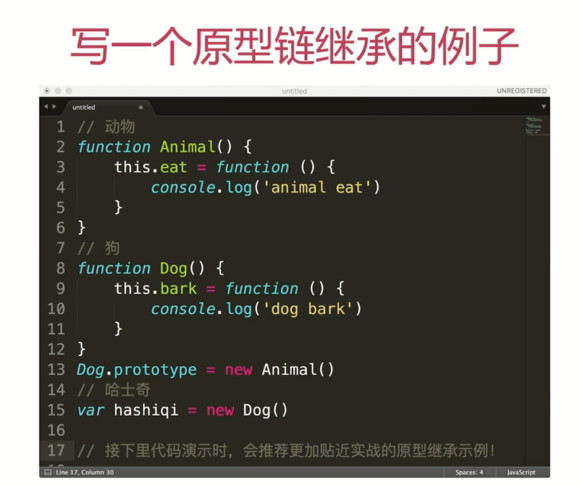 写一个原型链继承的例子
untitled
UNREGISTERED
untitled
1 // 动物
2 function Animal() {
3     this.eat = function () {
4         console.log('animal eat')
5     }
6 }
7 // 狗
8 function Dog() {
9     this.bark = function () {
10         console.log('dog bark')
11     }
12 }
13 Dog.prototype = new Animal()
14 // 哈士奇
15 var hashiqi = new Dog()
16
17 // 接下里代码演示时，会推荐更加贴近实战的原型继承示例！
Line 17, Column 30
Spaces: 4
JavaScript